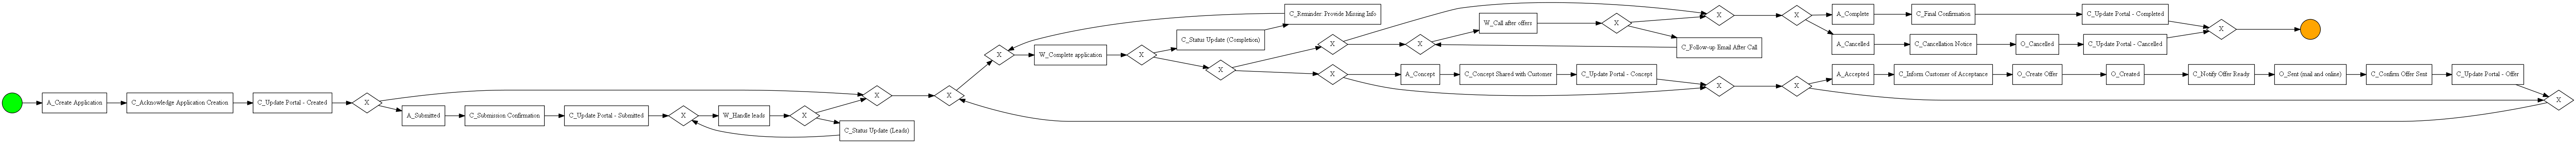 C_Reminder: Provide Missing Info
A_Complete
C_Final Confirmation
C_Update Portal - Completed
X
X
W_Call after offers
X
X
C_Status Update (Completion)
X
X
A_Cancelled
C_Cancellation Notice
O_Cancelled
C_Update Portal - Cancelled
C_Follow-up Email After Call
X
W_Complete application
X
X
X
A_Concept
C_Concept Shared with Customer
C_Update Portal - Concept
X
X
A_Accepted
C_Inform Customer of Acceptance
O_Create Offer
O_Created
C_Notify Offer Ready
O_Sent (mail and online)
C_Confirm Offer Sent
C_Update Portal - Offer
X
X
X
A_Create Application
C_Acknowledge Application Creation
C_Update Portal - Created
X
A_Submitted
C_Submission Confirmation
C_Update Portal - Submitted
X
W_Handle leads
X
C_Status Update (Leads)
X